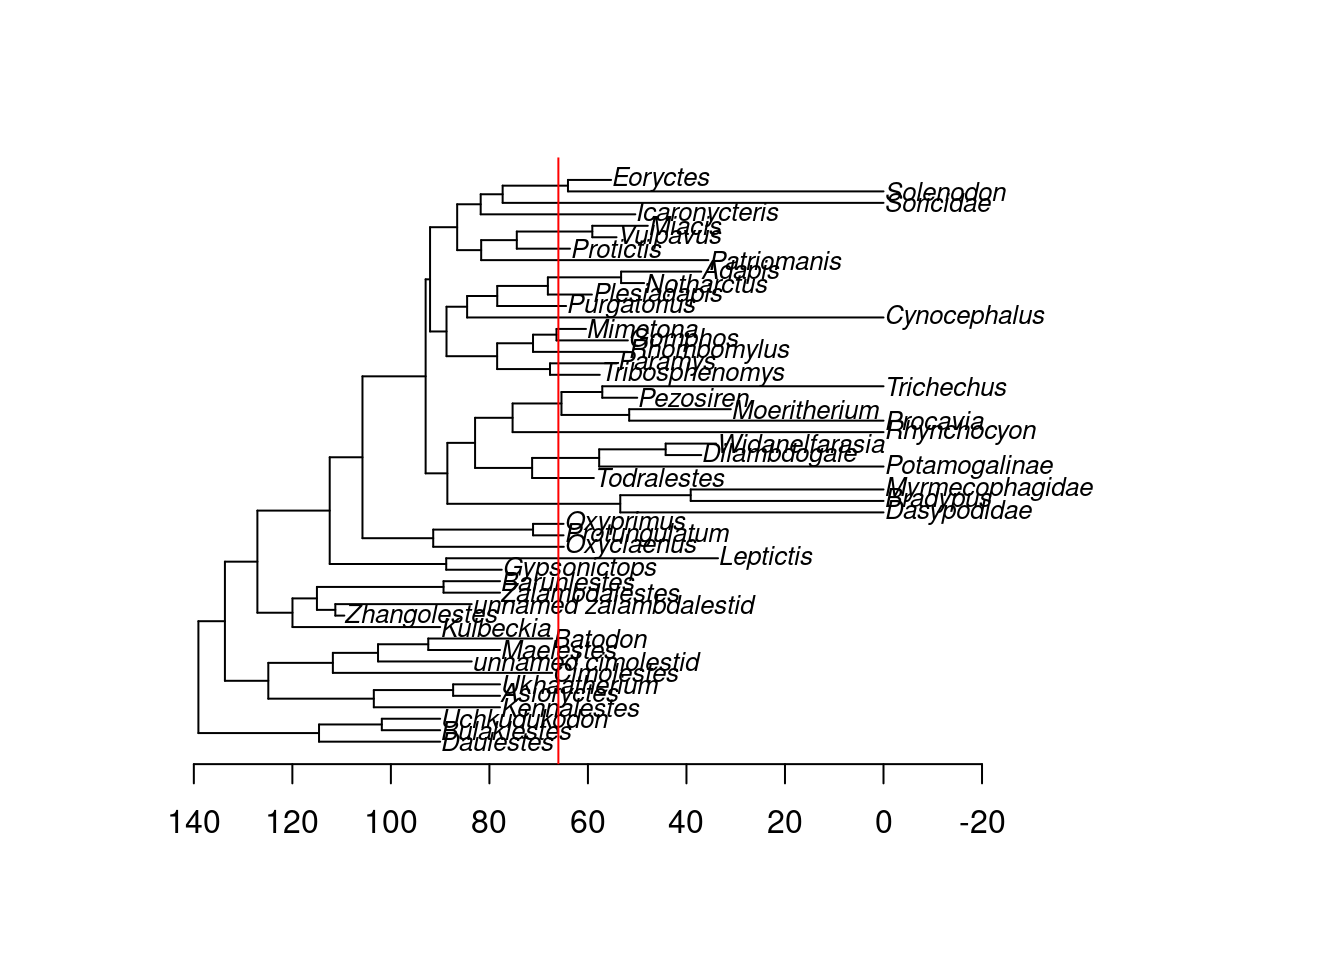 Eoryctes
Solenodon
Soricidae
Icaronycteris
Miacis
Vulpavus
Protictis
Patriomanis
Adapis
Notharctus
Plesiadapis
Purgatorius
Cynocephalus
Mimotona
Gomphos
Rhombomylus
Paramys
Tribosphenomys
Trichechus
Pezosiren
Moeritherium
Procavia
Rhynchocyon
Widanelfarasia
Dilambdogale
Potamogalinae
Todralestes
Myrmecophagidae
Bradypus
Dasypodidae
Oxyprimus
Protungulatum
Oxyclaenus
Leptictis
Gypsonictops
Barunlestes
Zalambdalestes
unnamed zalambdalestid
Zhangolestes
Kulbeckia
Batodon
Maelestes
unnamed cimolestid
Cimolestes
Ukhaatherium
Asioryctes
Kennalestes
Uchkudukodon
Bulaklestes
Daulestes
140 120 100 80 60 40 20 0 -20